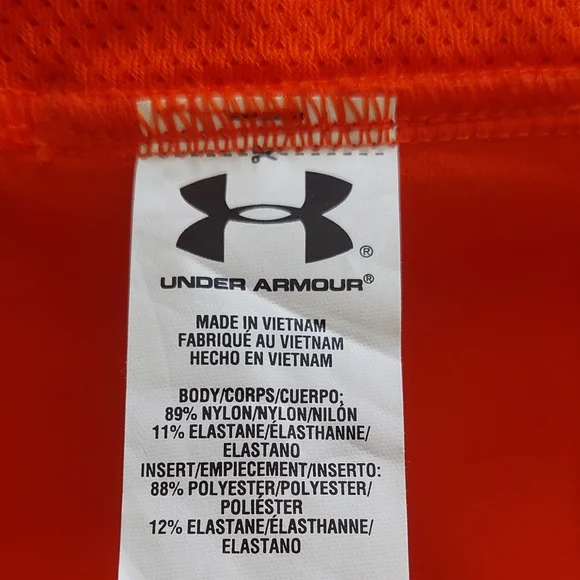 ®
UNDER ARMOUR®
MADE IN VIETNAM
FABRIQUÉ AU VIETNAM
HECHO EN VIETNAM
BODY/CORPS/CUERPO:
89% NYLON/NYLON/NILÓN
11% ELASTANE/ÉLASTHANNE/
ELASTANO
INSERT/EMPIECEMENT/INSERTO:
88% POLYESTER/POLYESTER/
POLIÉSTER
12% ELASTANE/ÉLASTHANNE/
ELASTANO